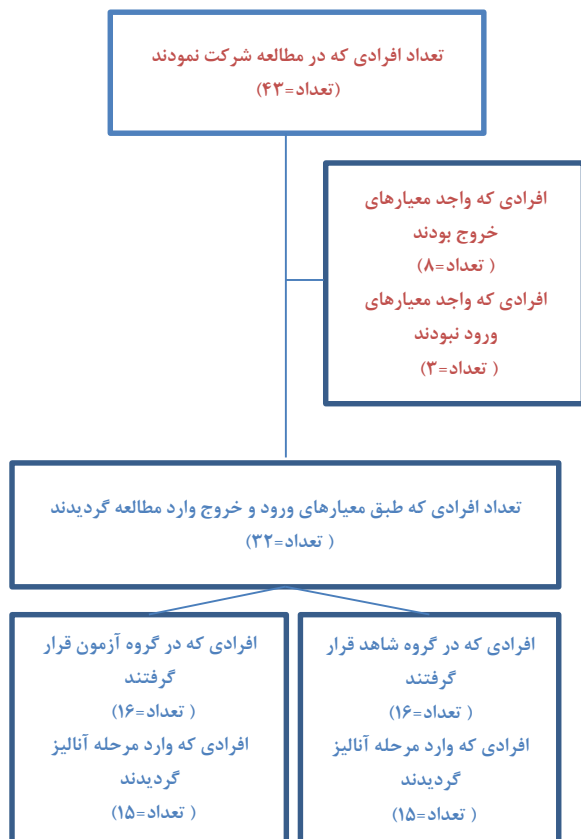 تعداد افرادی که در مطالعه شرکت نمودند
(تعداد=۴۳)
افرادی که واجد معیارهای
خروج بودند
( تعداد=۸)
افرادی که واجد معیارهای
ورود نبودند
( تعداد=۳)
تعداد افرادی که طبق معیارهای ورود و خروج وارد مطالعه گردیدند
( تعداد=۳۲)
افرادی که در گروه شاهد قرار
گرفتند
( تعداد=۱۶)
افرادی که وارد مرحله آنالیز
گردیدند
( تعداد=۱۵)
افرادی که در گروه آزمون قرار
گرفتند
( تعداد=۱۶)
افرادی که وارد مرحله آنالیز
گردیدند
( تعداد=۱۵)